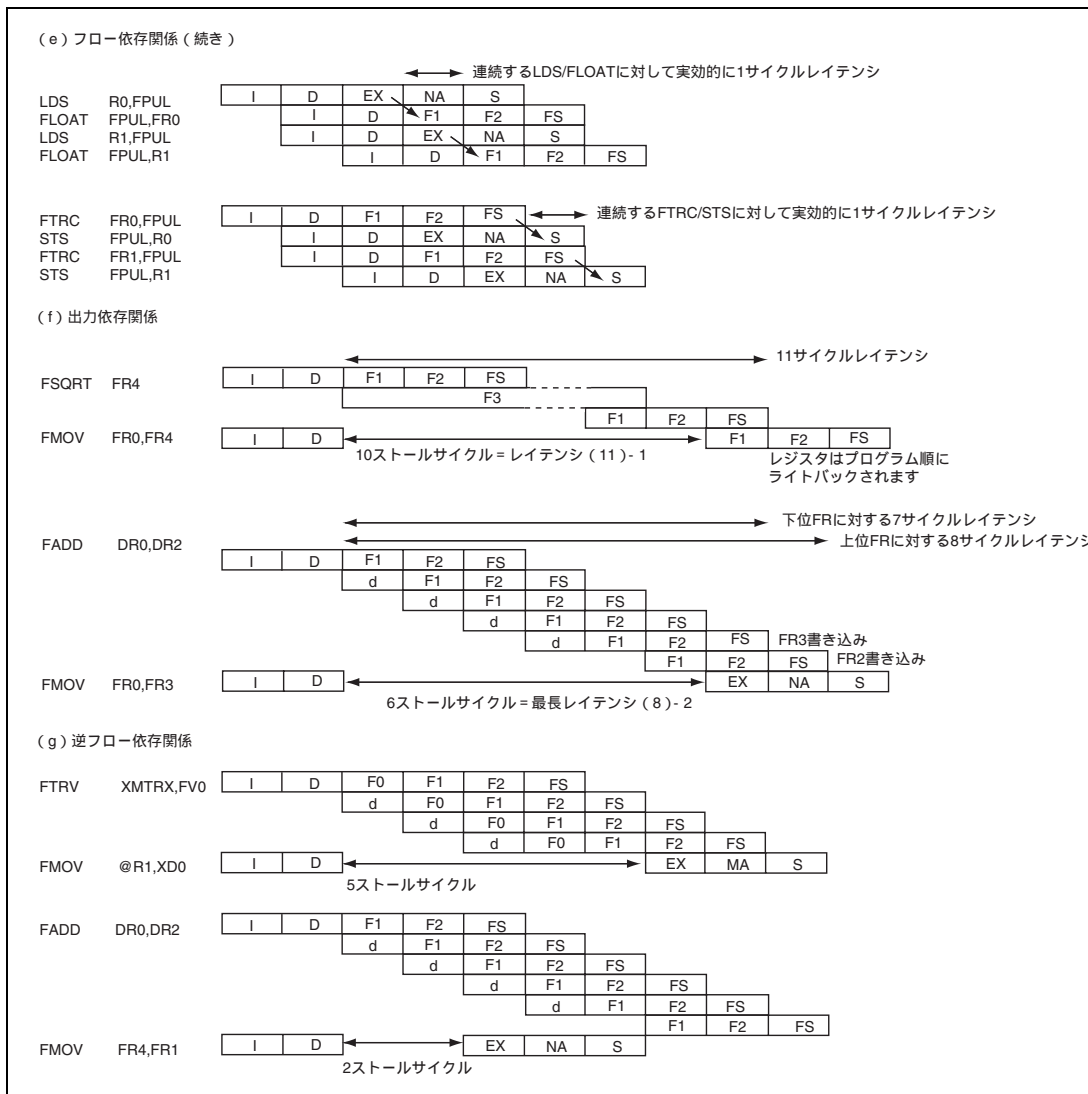 (e) フロー依存関係 (続き)
連続するLDS/FLOATに対して実効的に1サイクルレイテンシ
LDS R0,FPUL I D EX NA S
FLOAT FPUL,FR0 I D F1 F2 FS
LDS R1,FPUL I D EX NA S
FLOAT FPUL,R1 I D F1 F2 FS
FTRC FR0,FPUL I D F1 F2 FS 連続するFTRC/STSに対して実効的に1サイクルレイテンシ
STS FPUL,R0 I D EX NA S
FTRC FR1,FPUL I D F1 F2 FS
STS FPUL,R1 I D EX NA S
(f) 出力依存関係
11サイクルレイテンシ
FSQRT FR4 I D F1 F2 FS
F3
F1 F2 FS
FMOV FR0,FR4 I D F1 F2 FS
10ストールサイクル = レイテンシ (11) - 1
レジスタはプログラム順に
ライトバックされます
下位FRに対する7サイクルレイテンシ
上位FRに対する8サイクルレイテンシ
FADD DR0,DR2 I D F1 F2 FS
d F1 F2 FS
d F1 F2 FS
d F1 F2 FS
d F1 F2 FS FR3書き込み
F1 F2 FS FR2書き込み
FMOV FR0,FR3 I D EX NA S
6ストールサイクル = 最長レイテンシ (8) - 2
(g) 逆フロー依存関係
FTRV XMTRX,FV0 I D F0 F1 F2 FS
d F0 F1 F2 FS
d F0 F1 F2 FS
d F0 F1 F2 FS
FMOV @R1,XD0 I D EX MA S
5ストールサイクル
FADD DR0,DR2 I D F1 F2 FS
d F1 F2 FS
d F1 F2 FS
d F1 F2 FS
d F1 F2 FS
F1 F2 FS
FMOV FR4,FR1 I D EX NA S
2ストールサイクル